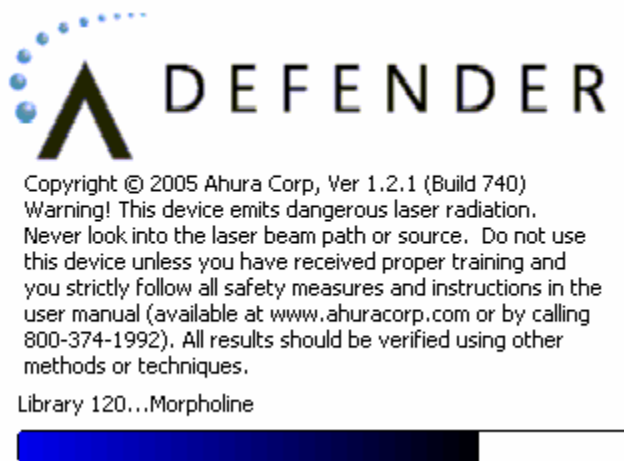 DEFENDER
Copyright © 2005 Ahura Corp, Ver 1.2.1 (Build 740)
Warning! This device emits dangerous laser radiation.
Never look into the laser beam path or source.  Do not use
this device unless you have received proper training and
you strictly follow all safety measures and instructions in the
user manual (available at www.ahuracorp.com or by calling
800-374-1992). All results should be verified using other
methods or techniques.
Library 120...Morpholine